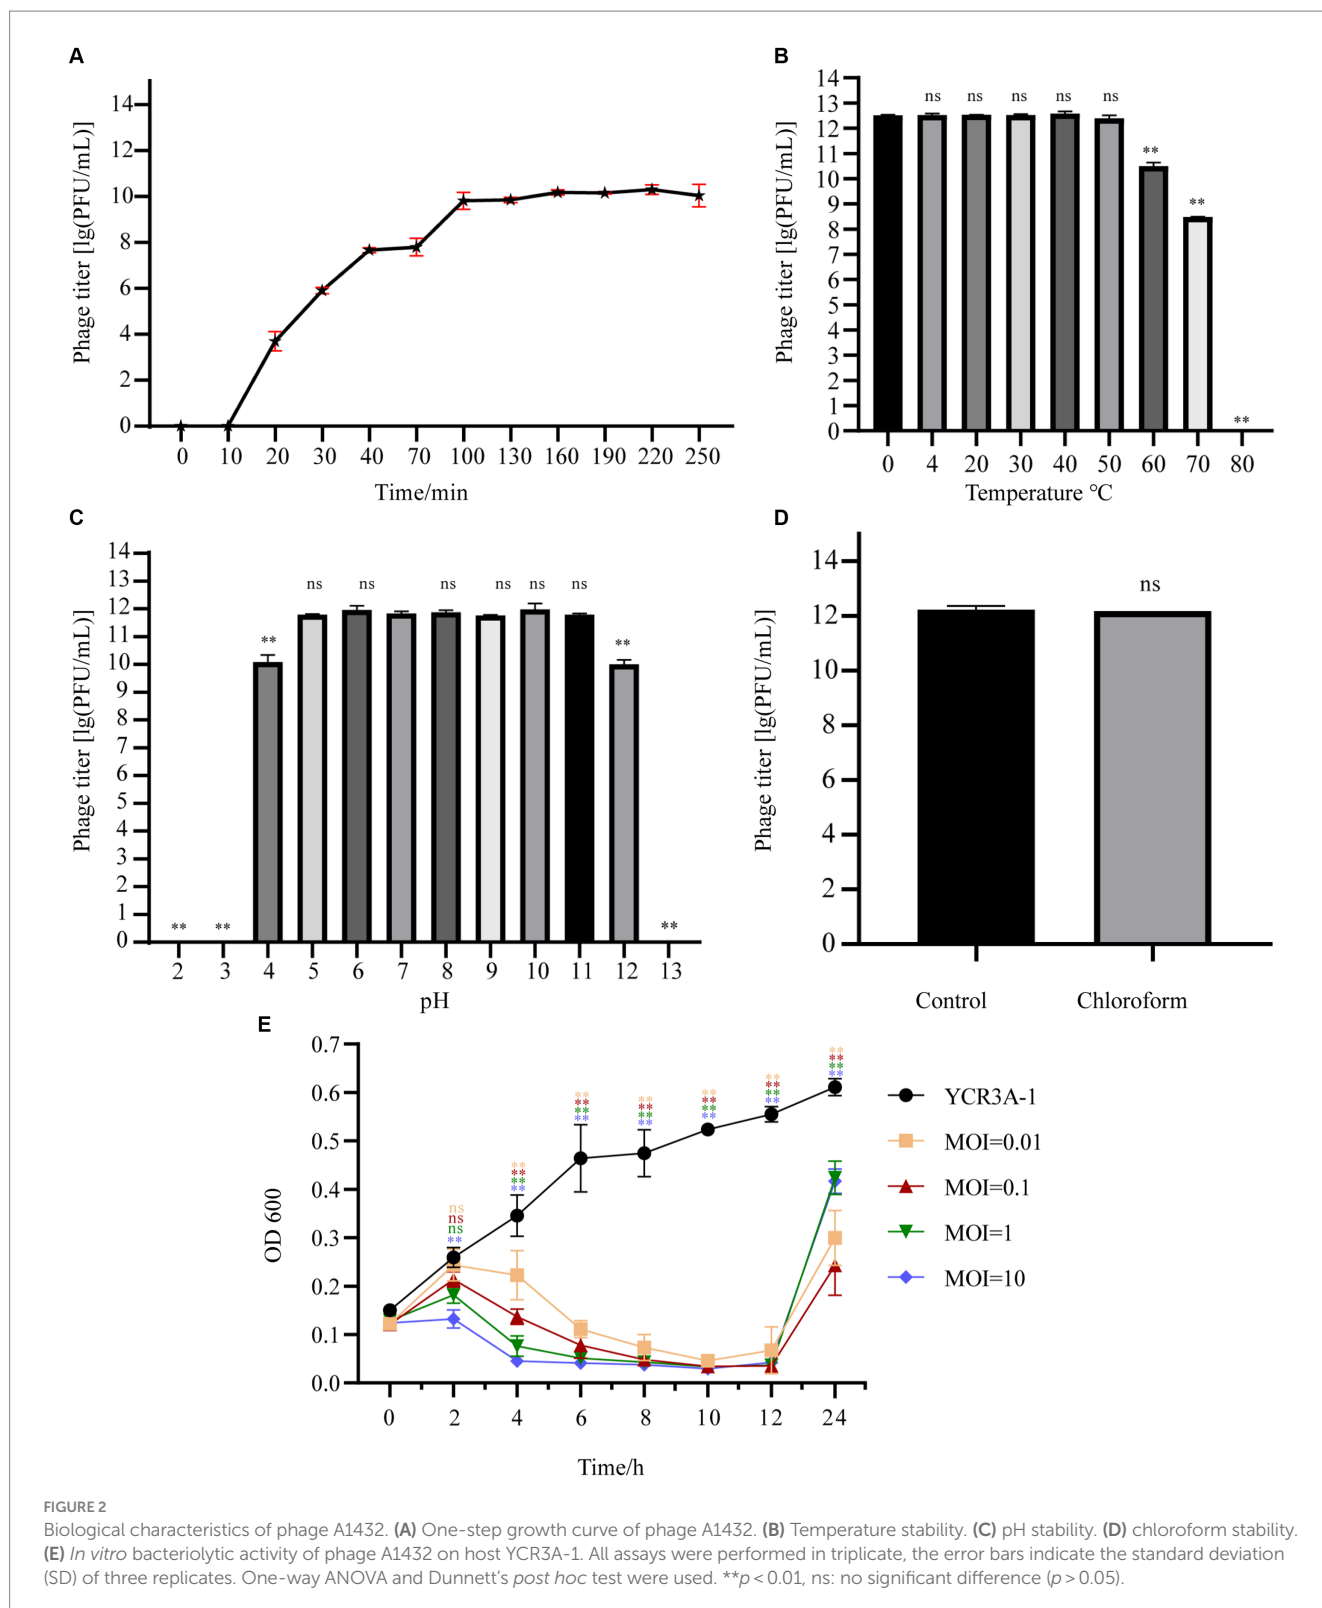 A
Phage titer [lg(PFU/mL)]
14
12
10
8
6
4
2
0
0 10 20 30 40 70 100 130 160 190 220 250
Time/min
B
Phage titer [lg(PFU/mL)]
14
13
12
11
10
9
8
7
6
5
4
3
2
1
0
ns ns ns ns ns ** ** **
0 4 20 30 40 50 60 70 80
Temperature °C
C
Phage titer [lg(PFU/mL)]
14
13
12
11
10
9
8
7
6
5
4
3
2
1
0
** ** ** ns ns ns ns ns ns ** **
2 3 4 5 6 7 8 9 10 11 12 13
pH
D
Phage titer [lg(PFU/mL)]
14
12
10
8
6
4
2
0
ns
Control Chloroform
E
OD 600
0.7
0.6
0.5
0.4
0.3
0.2
0.1
0.0
ns ** ** ** ** ** **
ns ** ** ** ** ** **
ns ** ** ** ** ** **
** ** ** ** ** ** **
0 2 4 6 8 10 12 24
Time/h
YCR3A-1
MOI=0.01
MOI=0.1
MOI=1
MOI=10
FIGURE 2
Biological characteristics of phage A1432. (A) One-step growth curve of phage A1432. (B) Temperature stability. (C) pH stability. (D) chloroform stability.
(E) In vitro bacteriolytic activity of phage A1432 on host YCR3A-1. All assays were performed in triplicate, the error bars indicate the standard deviation
(SD) of three replicates. One-way ANOVA and Dunnett's post hoc test were used. **p < 0.01, ns: no significant difference (p > 0.05).